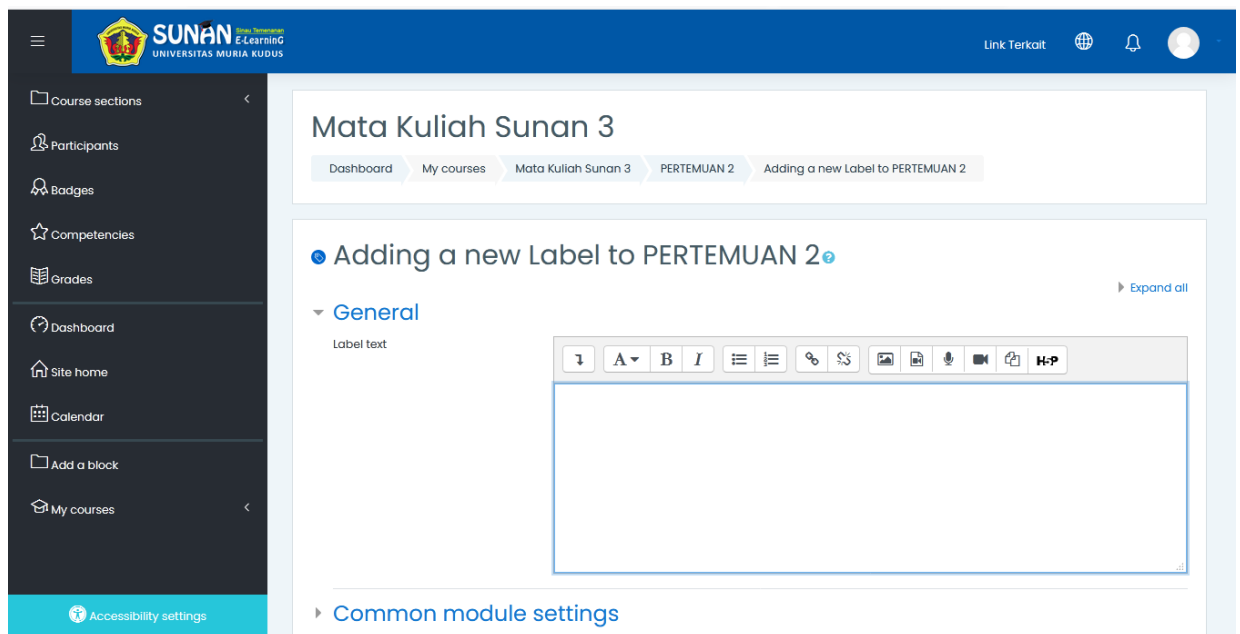 SUNAN Sinau Temenanan
E-LearninG
UNIVERSITAS MURIA KUDUS
Link Terkait
Course sections
Participants
Badges
Competencies
Grades
Dashboard
Site home
Calendar
Add a block
My courses
Accessibility settings
Mata Kuliah Sunan 3
Dashboard My courses Mata Kuliah Sunan 3 PERTEMUAN 2 Adding a new Label to PERTEMUAN 2
Adding a new Label to PERTEMUAN 2
Expand all
General
Label text
A B I H-P
Common module settings